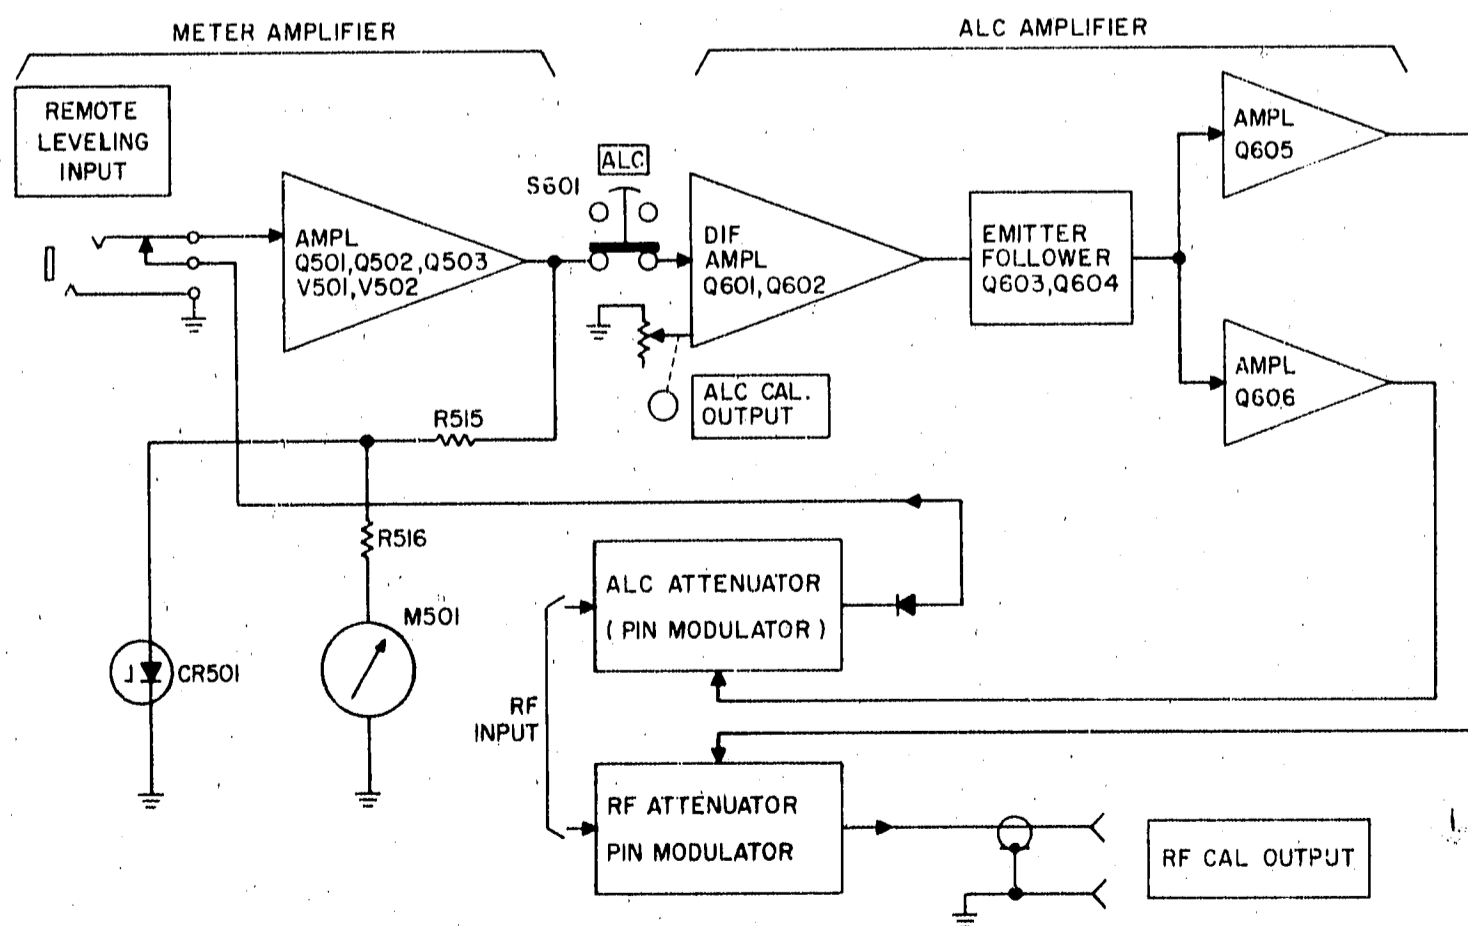 METER AMPLIFIER
ALC AMPLIFIER
REMOTE
LEVELING
INPUT
AMPL
Q501,Q502,Q503
V501,V502
ALC
S601
DIF
AMPL
Q601,Q602
EMITTER
FOLLOWER
Q603,Q604
AMPL
Q605
AMPL
Q606
ALC CAL.
OUTPUT
R515
R516
M501
CR501
ALC ATTENUATOR
( PIN MODULATOR )
RF
INPUT
RF ATTENUATOR
PIN MODULATOR
RF CAL OUTPUT